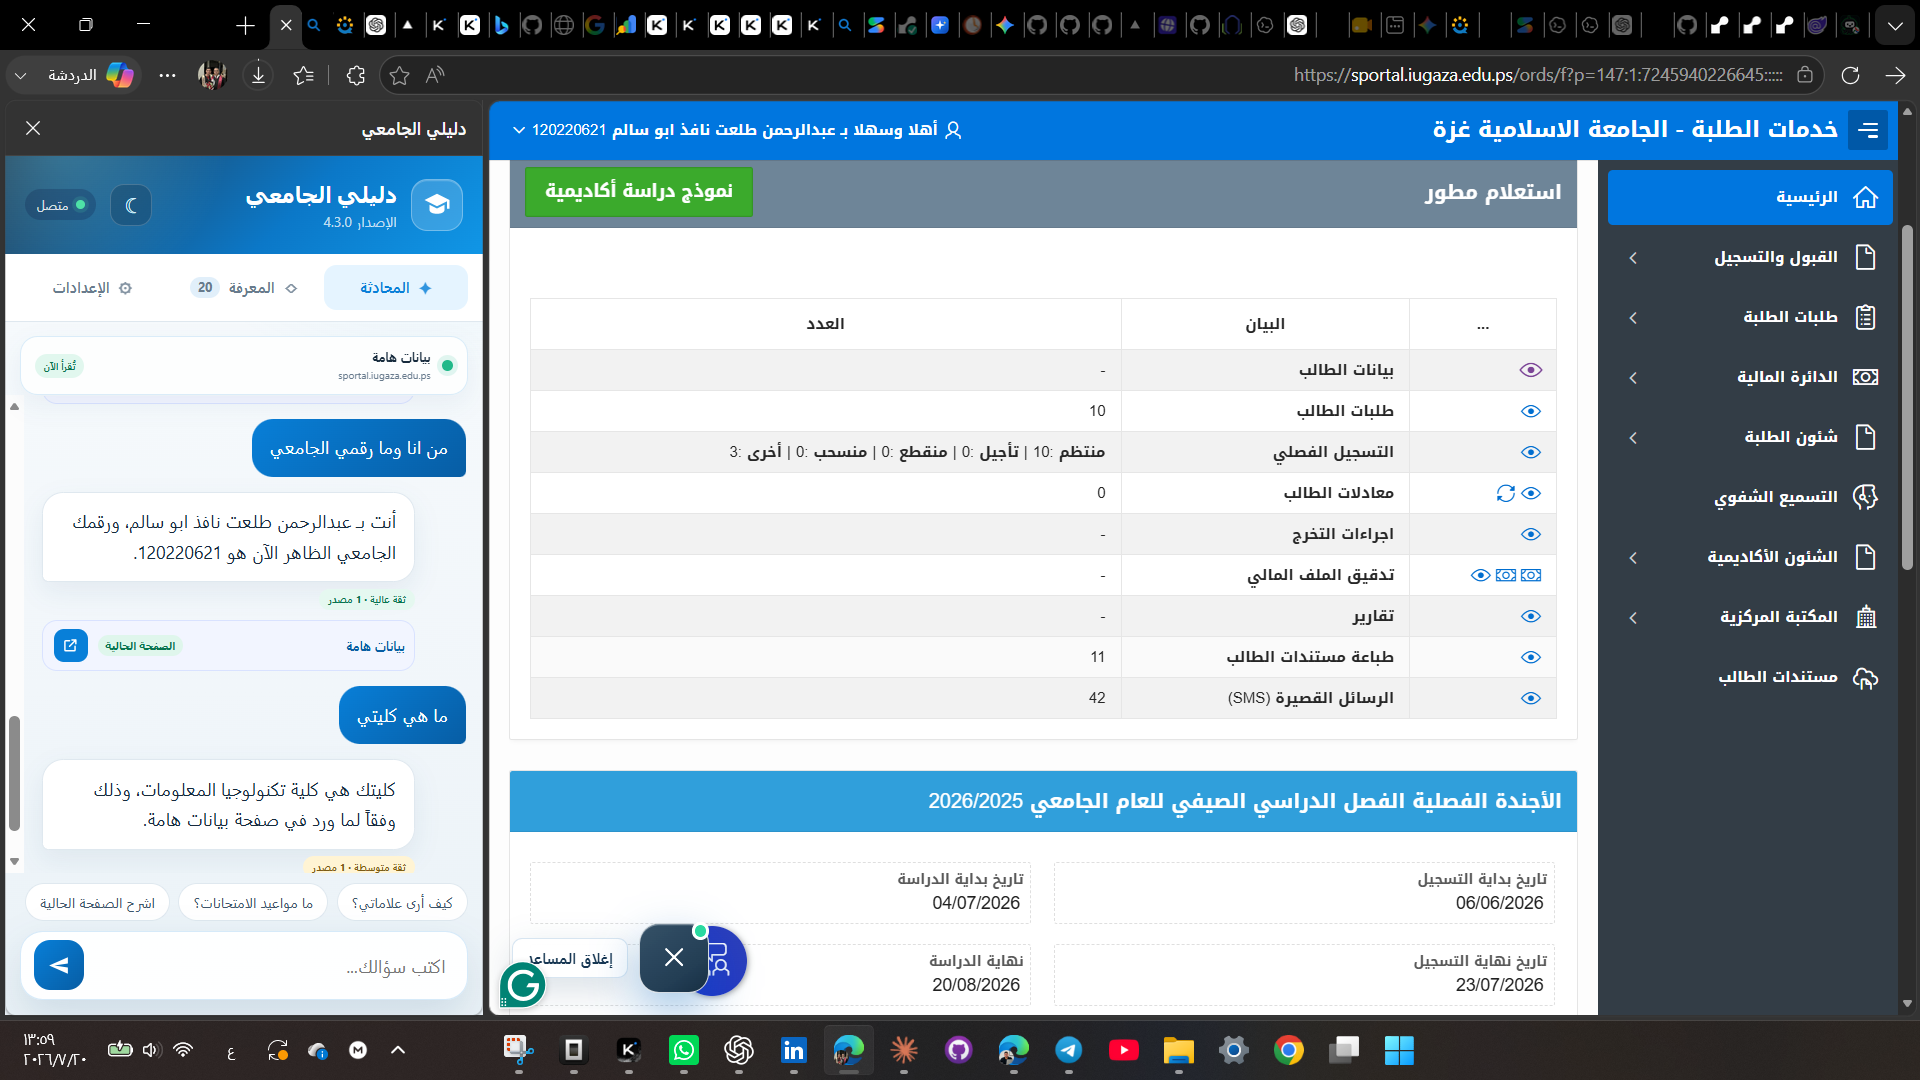 الدردشة
https://sportal.iugaza.edu.ps/ords/f?p=147:1:7245940226645:::::
خدمات الطلبة - الجامعة الاسلامية غزة
أهلا وسهلا بـ عبدالرحمن طلعت نافذ ابو سالم 120220621
الرئيسية
القبول والتسجيل
طلبات الطلبة
الدائرة المالية
شئون الطلبة
التسميع الشفوي
الشئون الأكاديمية
المكتبة المركزية
مستندات الطالب
استعلام مطور
نموذج دراسة أكاديمية
... البيان العدد
بيانات الطالب -
طلبات الطالب 10
التسجيل الفصلي منتظم :10 | تأجيل :0 | منقطع :0 | منسحب :0 | أخرى :3
معادلات الطالب 0
اجراءات التخرج -
تدقيق الملف المالي -
تقارير -
طباعة مستندات الطالب 11
الرسائل القصيرة (SMS) 42
الأجندة الفصلية الفصل الدراسي الصيفي للعام الجامعي 2026/2025
تاريخ بداية التسجيل
06/06/2026
تاريخ بداية الدراسة
04/07/2026
تاريخ نهاية التسجيل
23/07/2026
نهاية الدراسة
20/08/2026
إغلاق المساعد
دليلي الجامعي
دليلي الجامعي
الإصدار 4.3.0
متصل
المحادثة
المعرفة 20
الإعدادات
بيانات هامة
sportal.iugaza.edu.ps
تُقرأ الآن
من انا وما رقمي الجامعي
أنت بـ عبدالرحمن طلعت نافذ ابو سالم، ورقمك
الجامعي الظاهر الآن هو 120220621.
ثقة عالية · 1 مصدر
بيانات هامة
الصفحة الحالية
ما هي كليتي
كليتك هي كلية تكنولوجيا المعلومات، وذلك
وفقاً لما ورد في صفحة بيانات هامة.
ثقة متوسطة · 1 مصدر
كيف أرى علاماتي؟
ما مواعيد الامتحانات؟
اشرح الصفحة الحالية
اكتب سؤالك...
١٣:٥٩
٢٠٢٦/٧/٢٠
ع